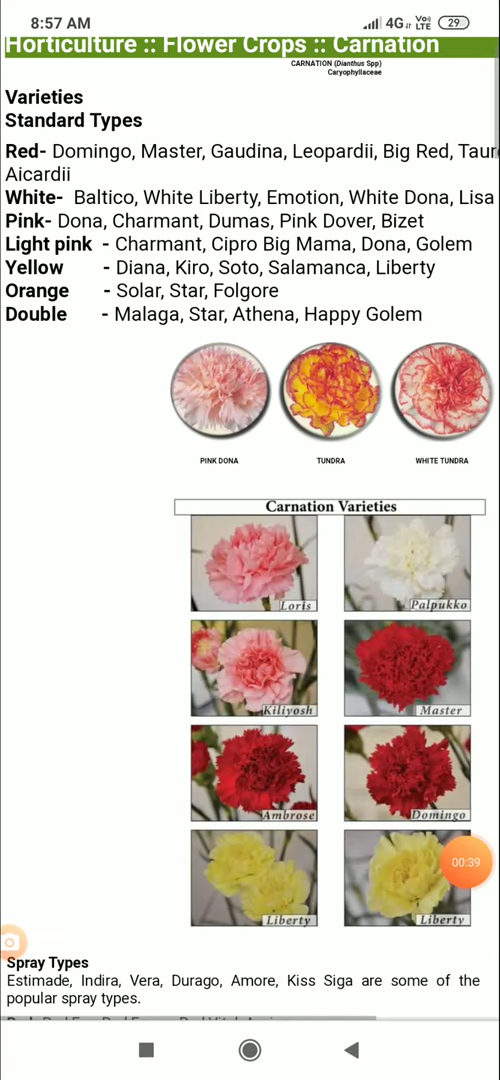 8:57 AM
4G
Vo)
LTE
29
Horticulture :: Flower Crops :: Carnation
CARNATION (Dianthus Spp)
Caryophyllaceae
Varieties
Standard Types
Red- Domingo, Master, Gaudina, Leopardii, Big Red, Taur
Aicardii
White- Baltico, White Liberty, Emotion, White Dona, Lisa
Pink- Dona, Charmant, Dumas, Pink Dover, Bizet
Light pink - Charmant, Cipro Big Mama, Dona, Golem
Yellow - Diana, Kiro, Soto, Salamanca, Liberty
Orange - Solar, Star, Folgore
Double - Malaga, Star, Athena, Happy Golem
PINK DONA TUNDRA WHITE TUNDRA
Carnation Varieties
Loris Palpukko
Kiliyosh Master
Ambrose Domingo
Liberty Liberty
00:39
Spray Types
Estimade, Indira, Vera, Durago, Amore, Kiss Siga are some of the
popular spray types.